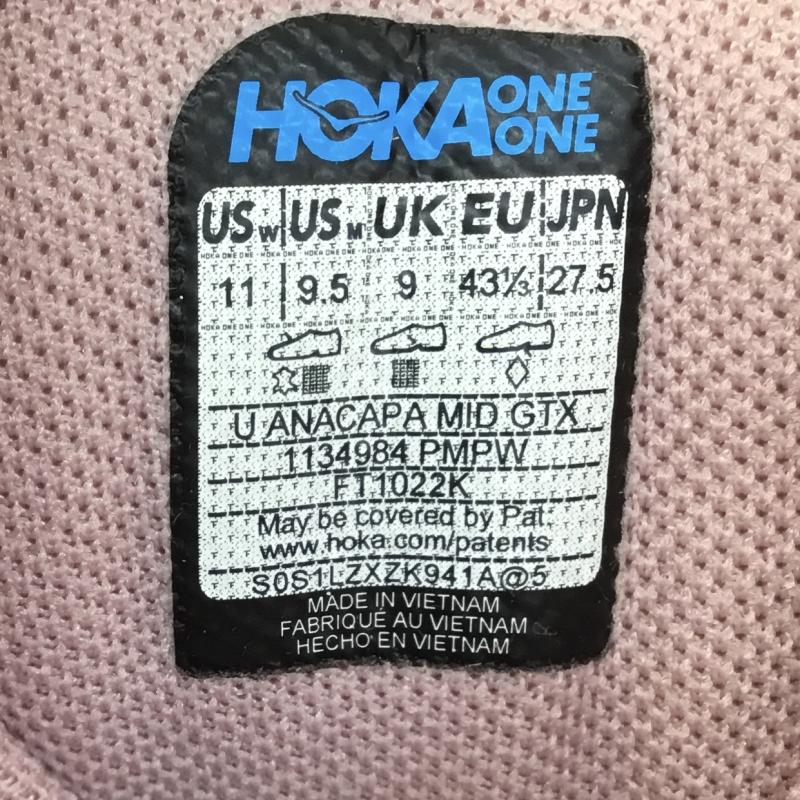 HOKA ONE ONE
US W US M UK EU JPN
11 9.5 9 43⅓ 27.5
U ANACAPA MID GTX
1134984 PMPW
FT1022K
May be covered by Pat:
www.hoka.com/patents
S0S1LZXZK941A@5
MADE IN VIETNAM
FABRIQUÉ AU VIETNAM
HECHO EN VIETNAM